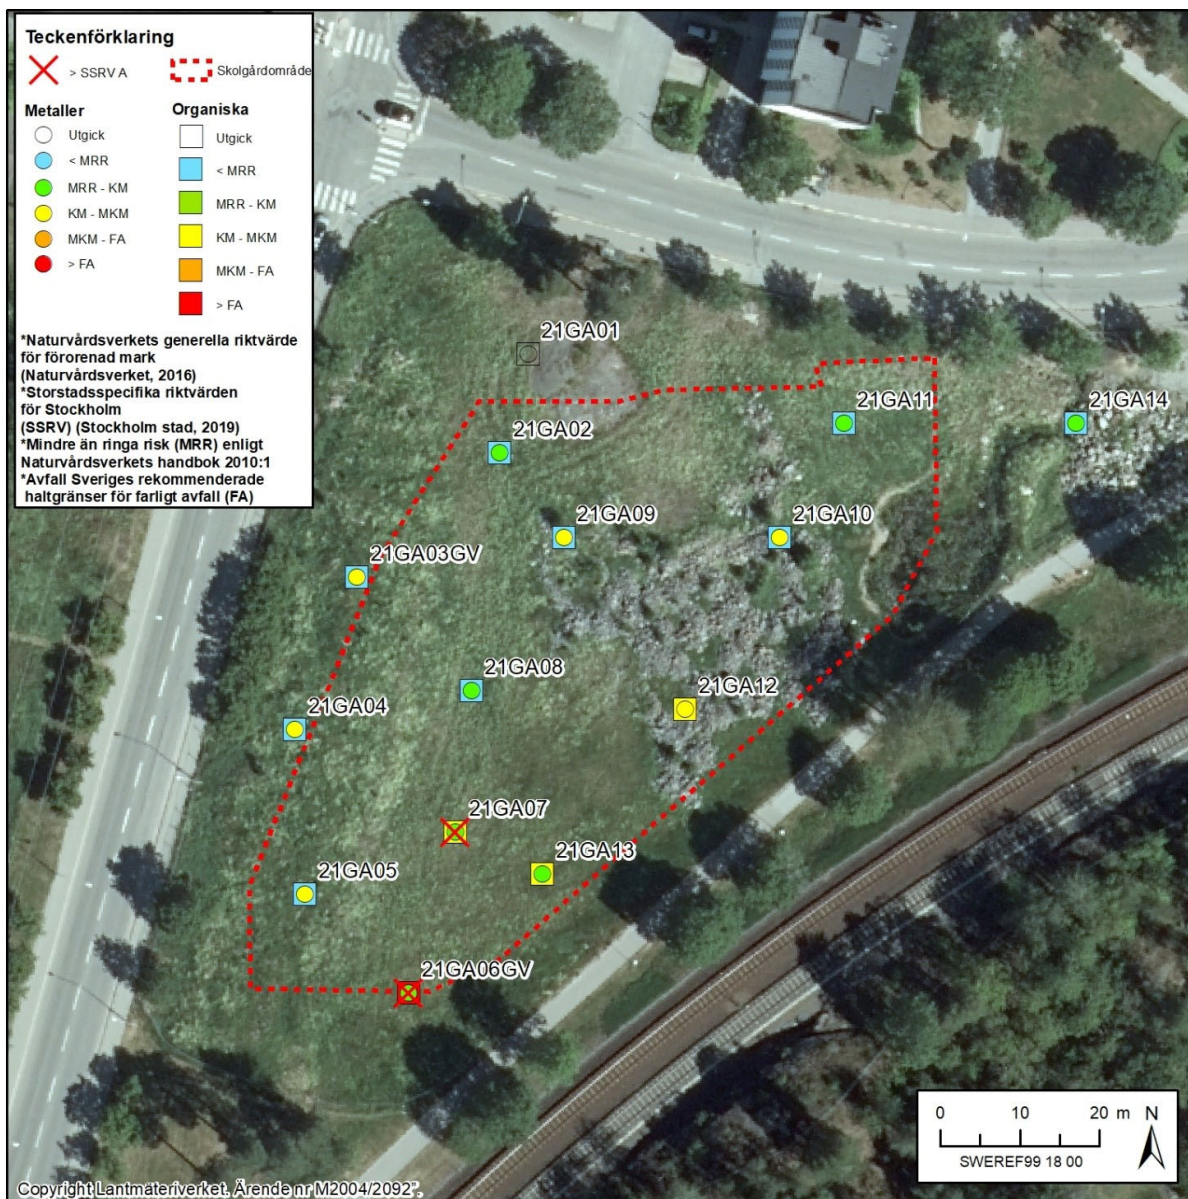 Teckenförklaring
> SSRV A
Skolgårdområde
Metaller
Utgick
< MRR
MRR - KM
KM - MKM
MKM - FA
> FA
Organiska
Utgick
< MRR
MRR - KM
KM - MKM
MKM - FA
> FA
*Naturvårdsverkets generella riktvärde
för förorenad mark
(Naturvårdsverket, 2016)
*Storstadsspecifika riktvärden
för Stockholm
(SSRV) (Stockholm stad, 2019)
*Mindre än ringa risk (MRR) enligt
Naturvårdsverkets handbok 2010:1
*Avfall Sveriges rekommenderade
haltgränser för farligt avfall (FA)
21GA01
21GA11
21GA14
21GA02
21GA09
21GA10
21GA03GV
21GA08
21GA12
21GA04
21GA07
21GA13
21GA05
21GA06GV
0 10 20 m N
SWEREF99 18 00
Copyright Lantmäteriverket. Ärende nr M2004/2092".